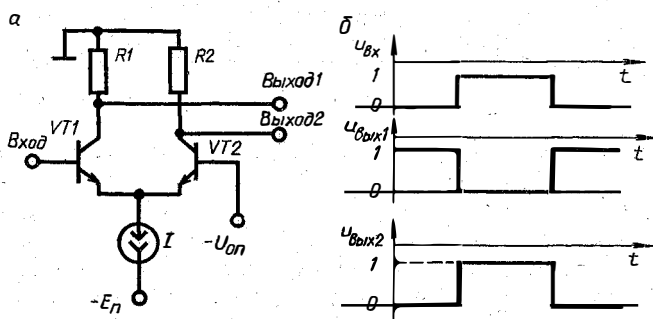 а
R1
R2
Выход1
Выход2
Вход
VT1
VT2
I
-Uоп
-Eп
б
uвх
1
0
t
uвых1
1
0
t
uвых2
1
0
t